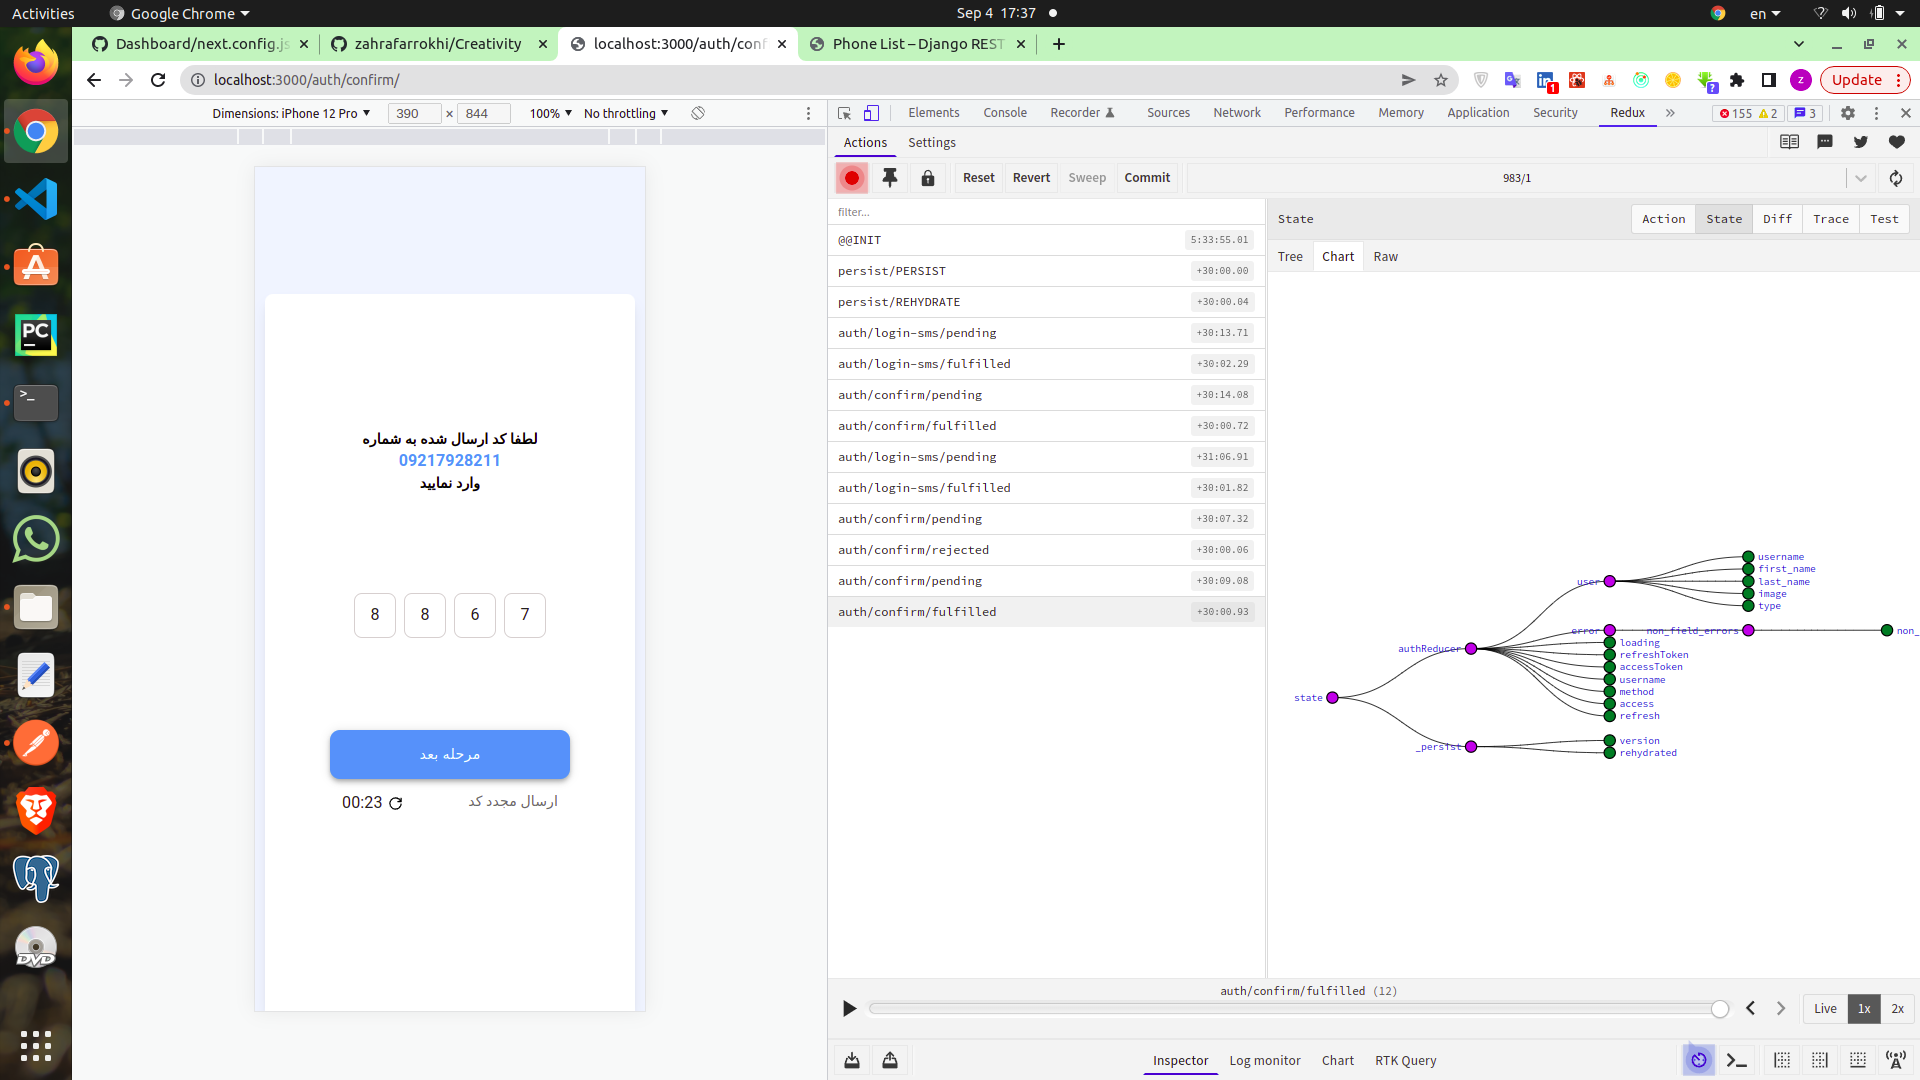 Activities
Google Chrome
Sep 4 17:37
en
Dashboard/next.config.js
zahrafarrokhi/Creativity
localhost:3000/auth/conf
Phone List – Django REST
localhost:3000/auth/confirm/
1
?
z
Update
Dimensions: iPhone 12 Pro
390
×
844
100%
No throttling
Elements
Console
Recorder
Sources
Network
Performance
Memory
Application
Security
Redux
155
2
3
Actions
Settings
Reset
Revert
Sweep
Commit
983/1
filter...
@@INIT 5:33:55.01
persist/PERSIST +30:00.00
persist/REHYDRATE +30:00.04
auth/login-sms/pending +30:13.71
auth/login-sms/fulfilled +30:02.29
auth/confirm/pending +30:14.08
auth/confirm/fulfilled +30:00.72
auth/login-sms/pending +31:06.91
auth/login-sms/fulfilled +30:01.82
auth/confirm/pending +30:07.32
auth/confirm/rejected +30:00.06
auth/confirm/pending +30:09.08
auth/confirm/fulfilled +30:00.93
State
Action
State
Diff
Trace
Test
Tree
Chart
Raw
state
authReducer
_persist
user
username
first_name
last_name
image
type
error
non_field_errors
non_
loading
refreshToken
accessToken
username
method
access
refresh
version
rehydrated
لطفا کد ارسال شده به شماره
09217928211
وارد نمایید
8 8 6 7
مرحله بعد
ارسال مجدد کد
00:23
auth/confirm/fulfilled (12)
Live
1x
2x
Inspector
Log monitor
Chart
RTK Query
PC
>_
DVD